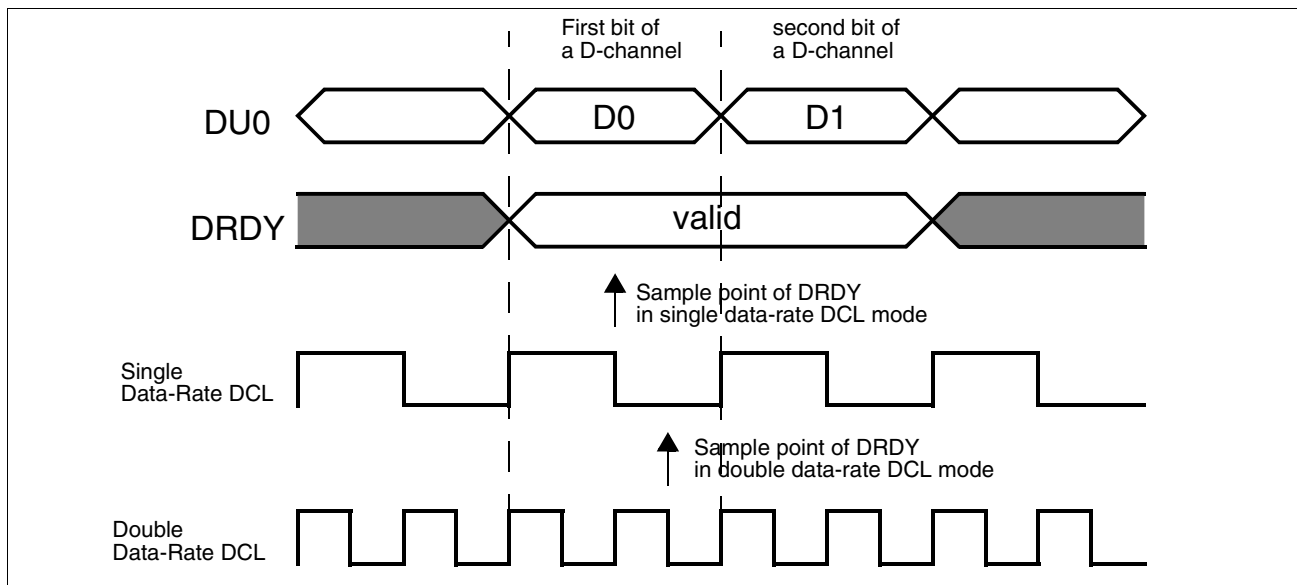 First bit of
a D-channel
second bit of
a D-channel
DU0
D0
D1
DRDY
valid
Sample point of DRDY
in single data-rate DCL mode
Single
Data-Rate DCL
Sample point of DRDY
in double data-rate DCL mode
Double
Data-Rate DCL